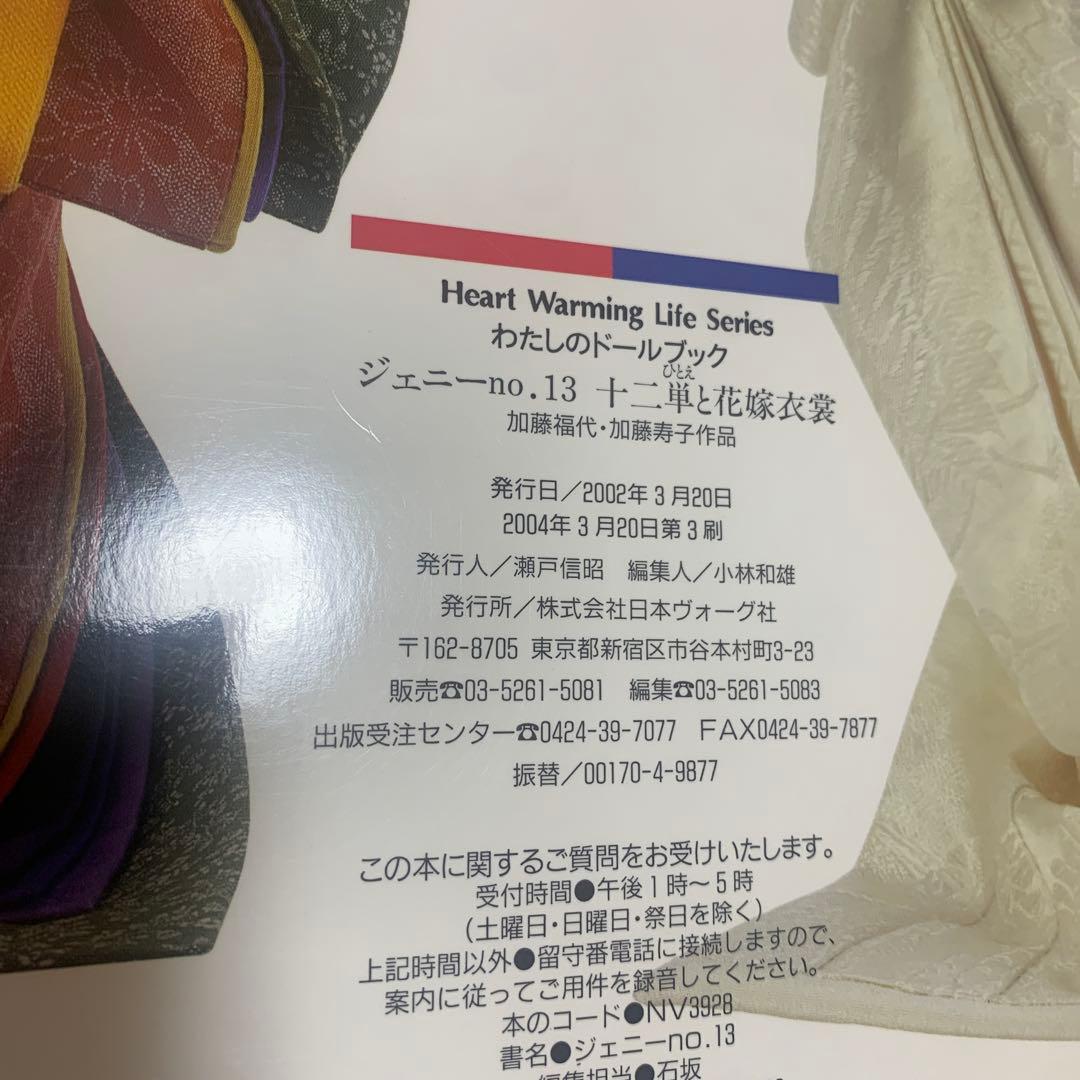 Heart Warming Life Series
わたしのドールブック
ひとえ
ジェニーno.13 十二単と花嫁衣裳
加藤福代・加藤寿子作品
発行日／2002年3月20日
2004年3月20日第3刷
発行人／瀬戸信昭 編集人／小林和雄
発行所／株式会社日本ヴォーグ社
〒162-8705 東京都新宿区市谷本村町3-23
販売☎03-5261-5081 編集☎03-5261-5083
出版受注センター☎0424-39-7077 FAX0424-39-7877
振替／00170-4-9877
この本に関するご質問をお受けいたします。
受付時間●午後1時～5時
(土曜日・日曜日・祭日を除く)
上記時間以外●留守番電話に接続しますので、
案内に従ってご用件を録音してください。
本のコード●NV3928
書名●ジェニーno.13
編集担当●石坂